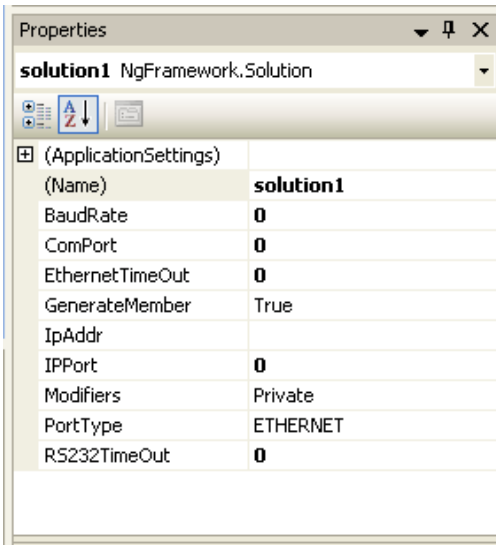 Properties
solution1 NgFramework.Solution
A
Z
(ApplicationSettings)
(Name) solution1
BaudRate 0
ComPort 0
EthernetTimeOut 0
GenerateMember True
IpAddr
IPPort 0
Modifiers Private
PortType ETHERNET
RS232TimeOut 0